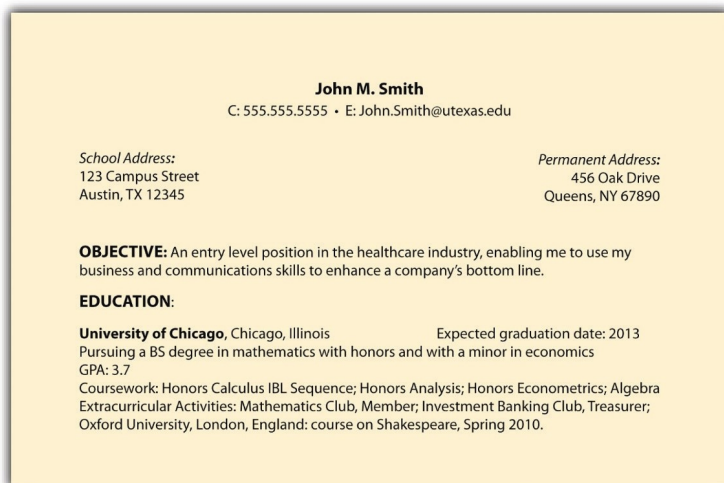 John M. Smith
C: 555.555.5555 • E: John.Smith@utexas.edu
School Address:
123 Campus Street
Austin, TX 12345
Permanent Address:
456 Oak Drive
Queens, NY 67890
OBJECTIVE: An entry level position in the healthcare industry, enabling me to use my
business and communications skills to enhance a company's bottom line.
EDUCATION:
University of Chicago, Chicago, Illinois Expected graduation date: 2013
Pursuing a BS degree in mathematics with honors and with a minor in economics
GPA: 3.7
Coursework: Honors Calculus IBL Sequence; Honors Analysis; Honors Econometrics; Algebra
Extracurricular Activities: Mathematics Club, Member; Investment Banking Club, Treasurer;
Oxford University, London, England: course on Shakespeare, Spring 2010.